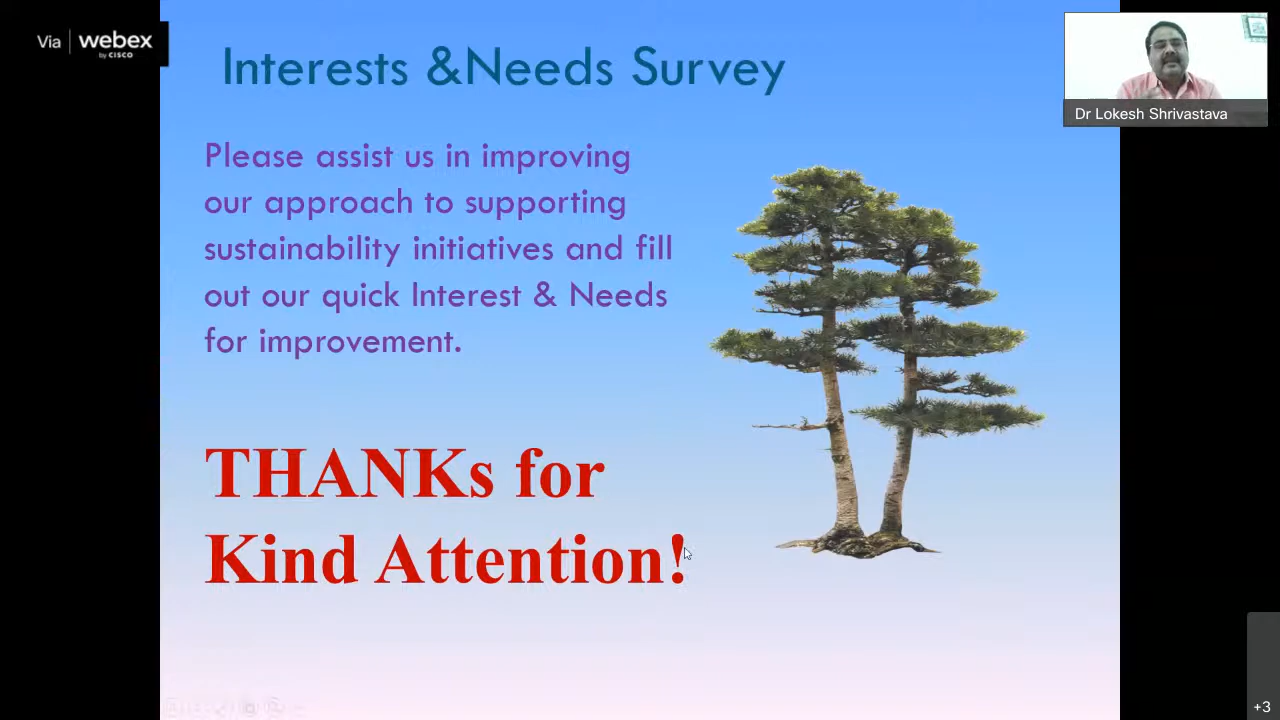 Via webex
by CISCO
Interests &Needs Survey
Dr Lokesh Shrivastava
Please assist us in improving
our approach to supporting
sustainability initiatives and fill
out our quick Interest & Needs
for improvement.
THANKs for
Kind Attention!
+3